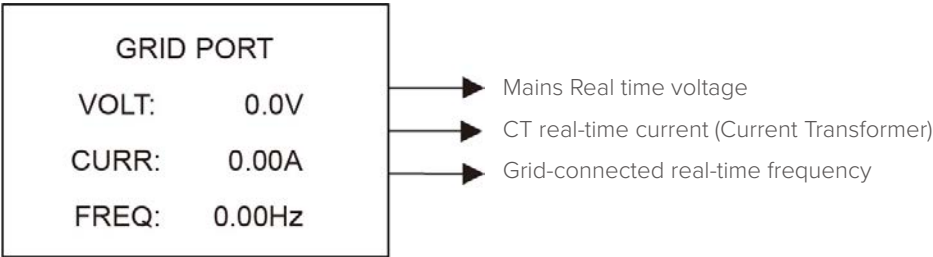 GRID PORT
VOLT: 0.0V
CURR: 0.00A
FREQ: 0.00Hz
Mains Real time voltage
CT real-time current (Current Transformer)
Grid-connected real-time frequency